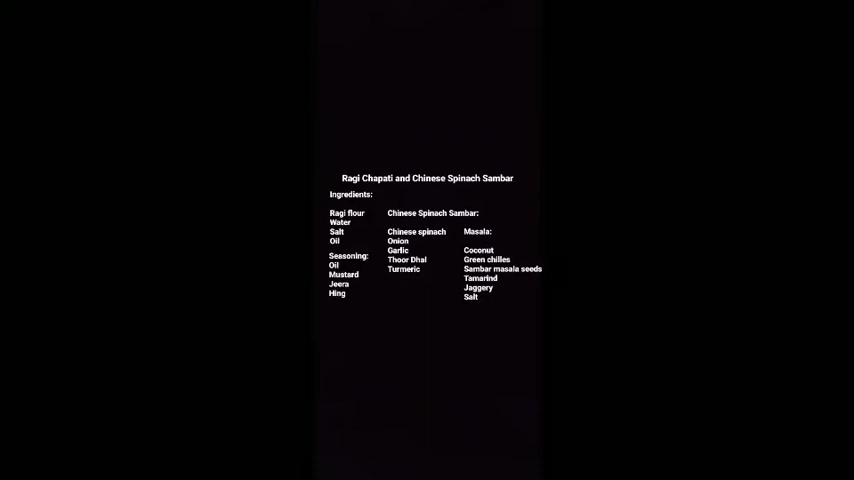 Ragi Chapati and Chinese Spinach Sambar
Ingredients:
Ragi flour
Water
Salt
Oil
Seasoning:
Oil
Mustard
Jeera
Hing
Chinese Spinach Sambar:
Chinese spinach
Onion
Garlic
Thoor Dhal
Turmeric
Masala:
Coconut
Green chilles
Sambar masala seeds
Tamarind
Jaggery
Salt